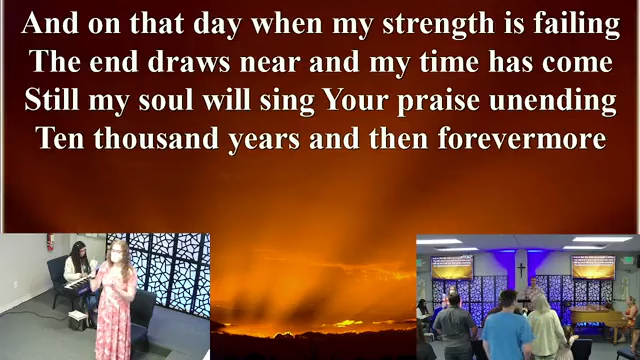 And on that day when my strength is failing
The end draws near and my time has come
Still my soul will sing Your praise unending
Ten thousand years and then forevermore